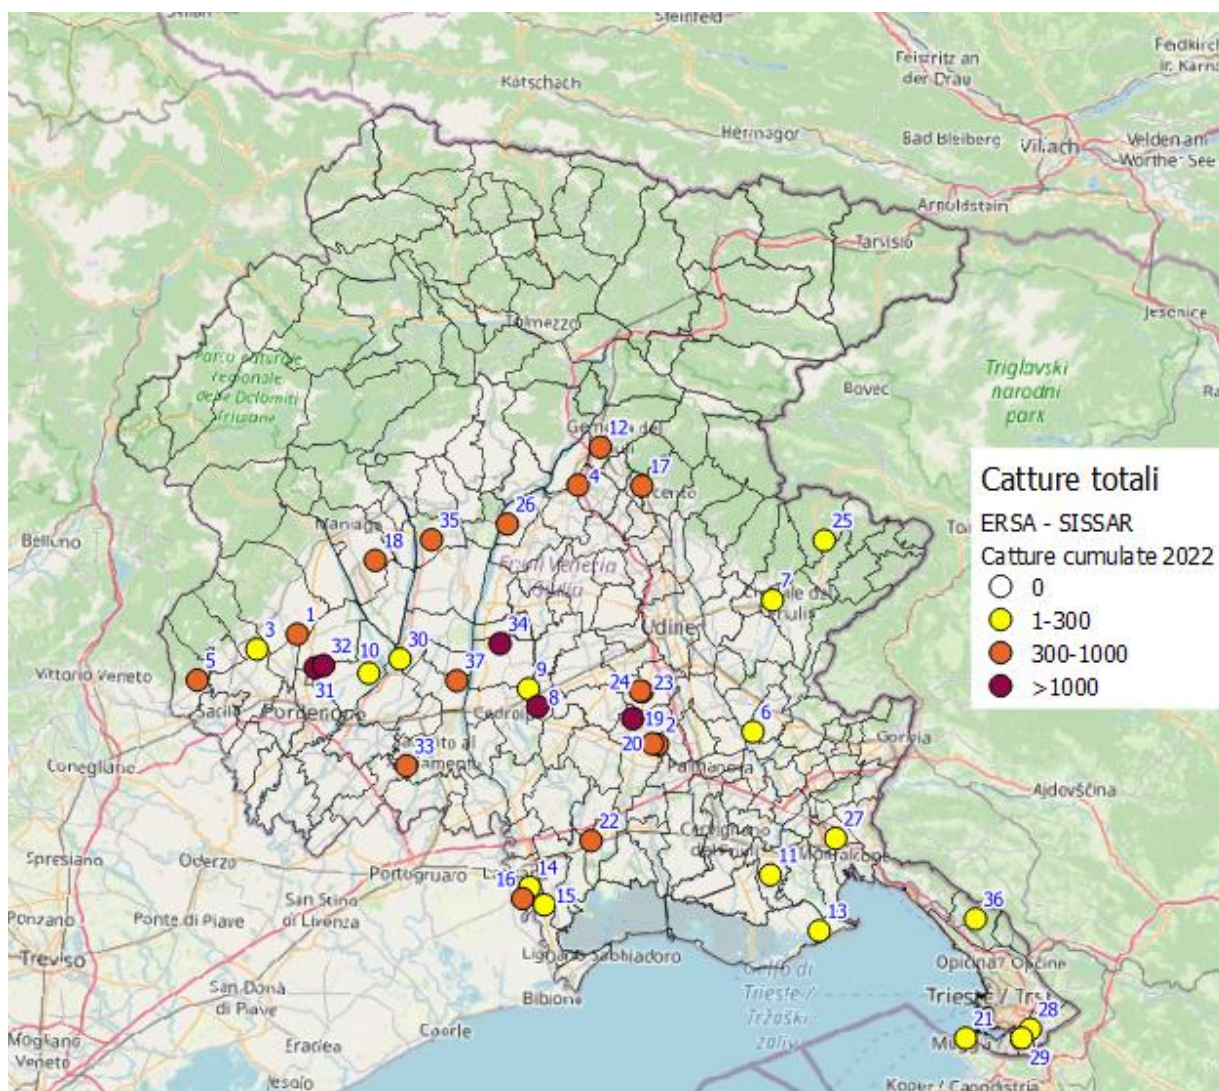 Steinfeld
Feistritz an
der Drau
Feldkirch
Kötschach
Hermagor
Bad Bleiberg
Villach
Velden am
Wörther See
Arnoldstein
Tarvisio
Jesenice
Tolmezzo
Parco naturale
regionale
delle Dolomiti
Friulane
Bovec
Triglavski
narodni
park
12
4
17
26
35
18
Maniago
Belluno
25
7
Friuli Venezia
Giulia
Udine
Catture totali
ERSA - SISSAR
Catture cumulate 2022
0
1-300
300-1000
>1000
1
3
32
31
10
30
34
5
37
9
8
24
23
19
2
20
6
33
Vittorio Veneto
Sacile
Pordenone
Codroipo
Palmanova
Gorizia
Conegliano
Ajdovščina
22
27
11
Monfalcone
Spresiano
Oderzo
Portogruaro
14
16
15
13
36
San Stino
di Livenza
Ponzano
Ponte di Piave
Treviso
Lignano Sabbiadoro
Bibione
Golfo di
Trieste /
Tržaški
zaliv
Opicina / Opčine
San Donà
di Piave
Caorle
Eraclea
Jesolo
Mogliano
Veneto
21
28
29
Koper / Capodistria